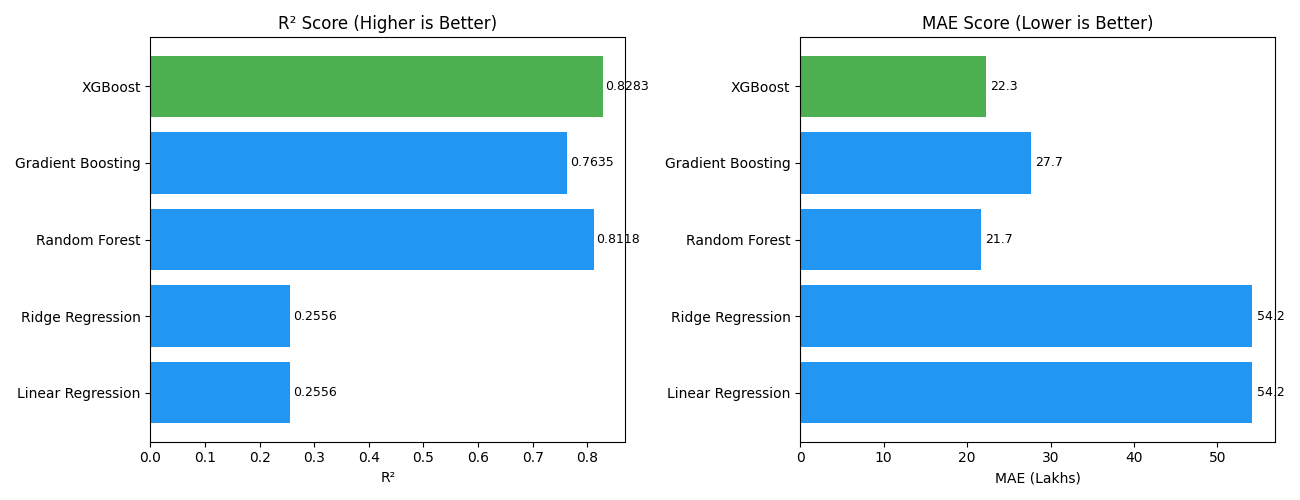 R² Score (Higher is Better)
XGBoost
0.8283
Gradient Boosting
0.7635
Random Forest
0.8118
Ridge Regression
0.2556
Linear Regression
0.2556
0.0 0.1 0.2 0.3 0.4 0.5 0.6 0.7 0.8
R²
MAE Score (Lower is Better)
XGBoost
22.3
Gradient Boosting
27.7
Random Forest
21.7
Ridge Regression
54.2
Linear Regression
54.2
0 10 20 30 40 50
MAE (Lakhs)